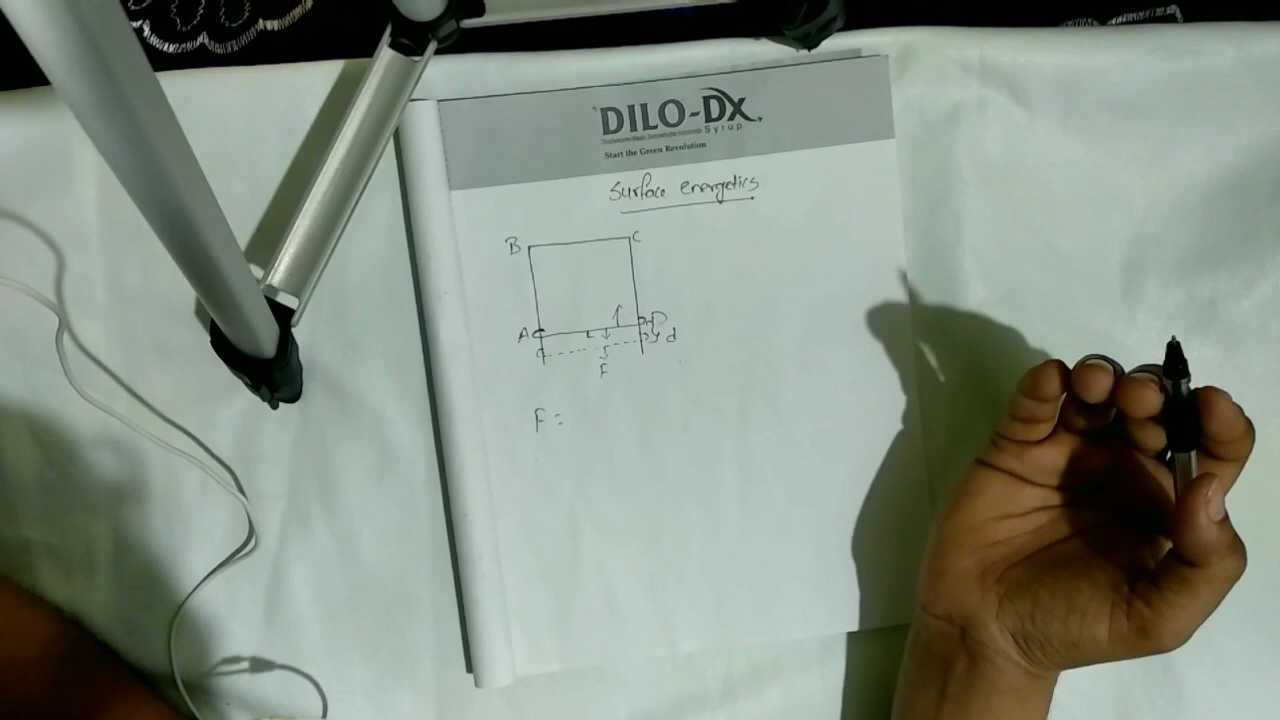 DILO-DX
Syrup
Start the Green Revolution
Surface energetics
B C
A D
L
d
F
F =